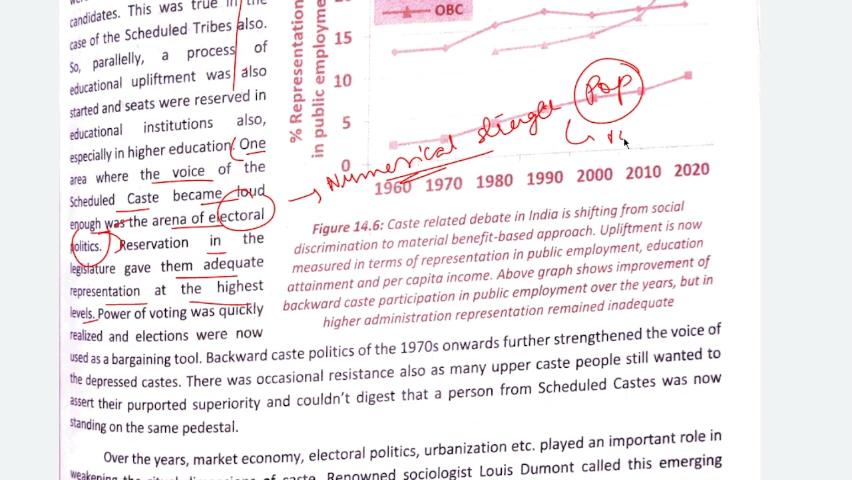 candidates. This was true in the
case of the Scheduled Tribes also.
So, parallelly, a process of
educational upliftment was also
started and seats were reserved in
educational institutions also,
especially in higher education. One
area where the voice of the
Scheduled Caste became loud
enough was the arena of electoral
politics. Reservation in the
legislature gave them adequate
representation at the highest
levels. Power of voting was quickly
realized and elections were now
used as a bargaining tool. Backward caste politics of the 1970s onwards further strengthened the voice of
the depressed castes. There was occasional resistance also as many upper caste people still wanted to
assert their purported superiority and couldn't digest that a person from Scheduled Castes was now
standing on the same pedestal.
Over the years, market economy, electoral politics, urbanization etc. played an important role in
weakening the ritual dimensions of caste. Renowned sociologist Louis Dumont called this emerging
% Representation
in public employme
OBC
15
10
5
0
1960 1970 1980 1990 2000 2010 2020
Numerical strength
Pop
Figure 14.6: Caste related debate in India is shifting from social
discrimination to material benefit-based approach. Upliftment is now
measured in terms of representation in public employment, education
attainment and per capita income. Above graph shows improvement of
backward caste participation in public employment over the years, but in
higher administration representation remained inadequate